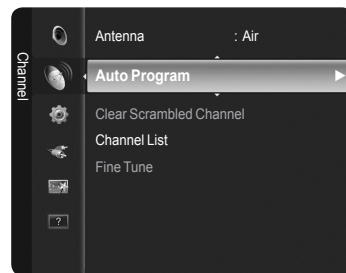 Channel
Antenna : Air
Auto Program
Clear Scrambled Channel
Channel List
Fine Tune
?